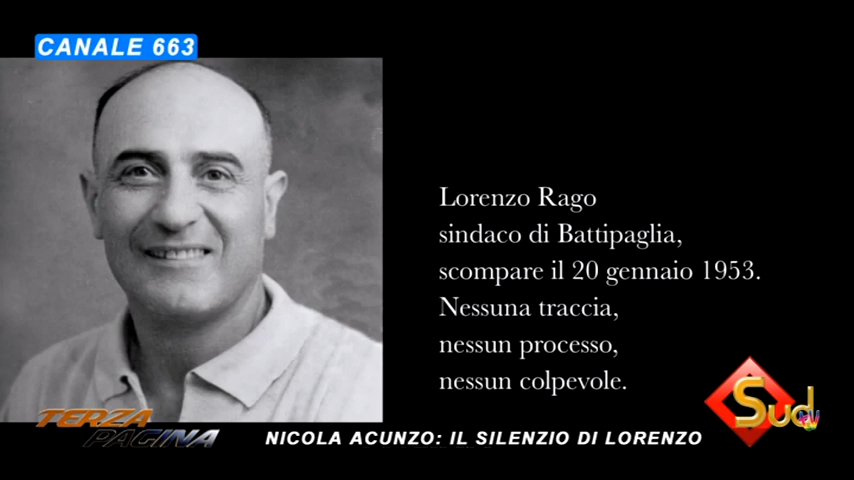 CANALE 663
Lorenzo Rago
sindaco di Battipaglia,
scompare il 20 gennaio 1953.
Nessuna traccia,
nessun processo,
nessun colpevole.
Sud TV
TERZA
PAGINA
NICOLA ACUNZO: IL SILENZIO DI LORENZO